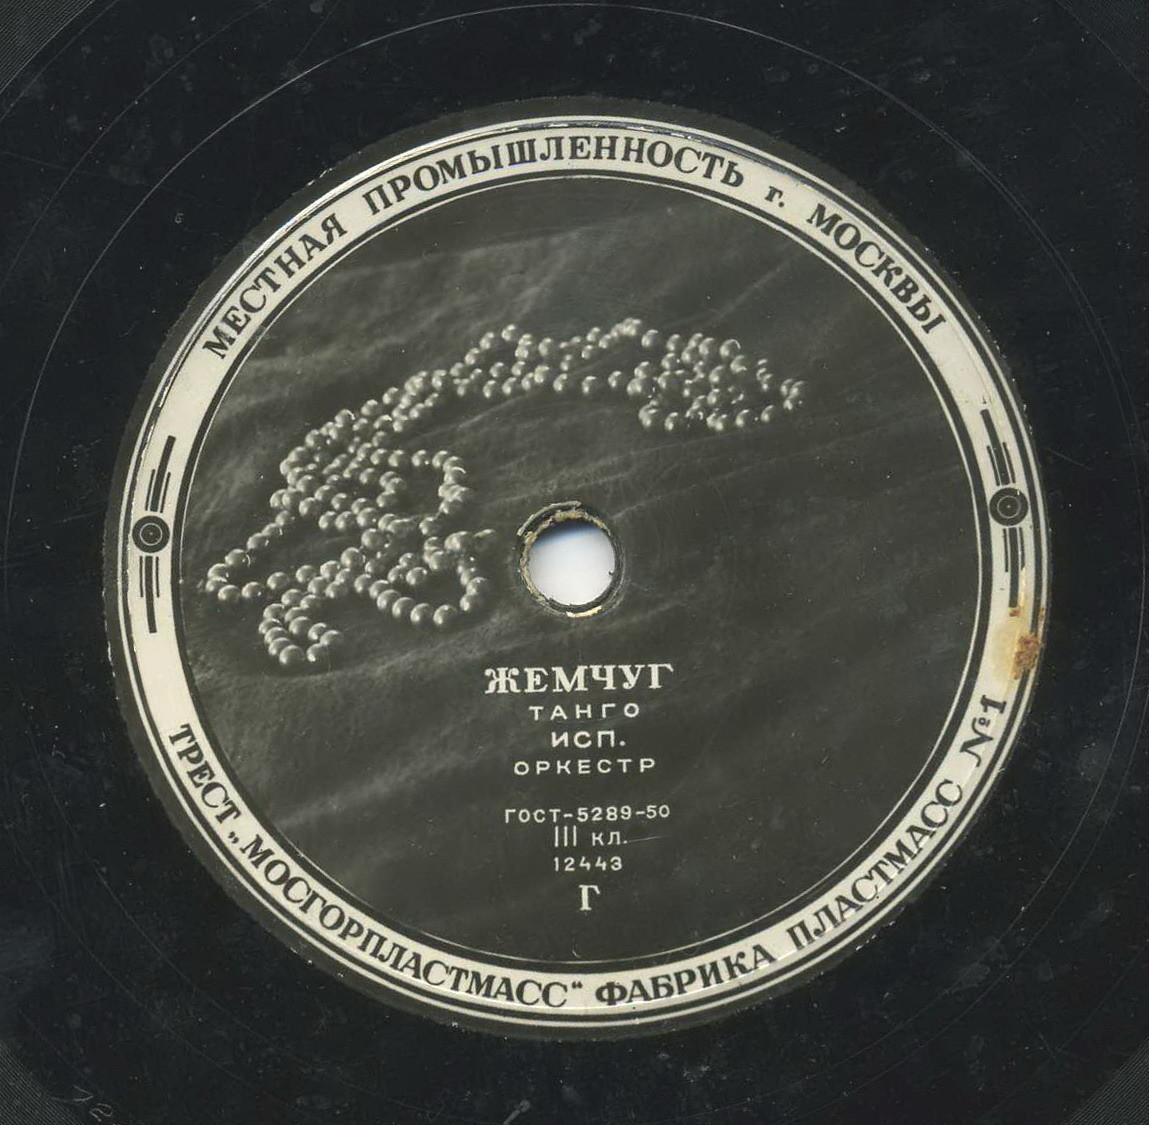 МЕСТНАЯ ПРОМЫШЛЕННОСТЬ г. МОСКВЫ
ЖЕМЧУГ
ТАНГО
ИСП.
ОРКЕСТР
ГОСТ-5289-50
III КЛ.
12443
Г
ТРЕСТ „МОСГОРПЛАСТМАСС“ ФАБРИКА ПЛАСТМАСС №1